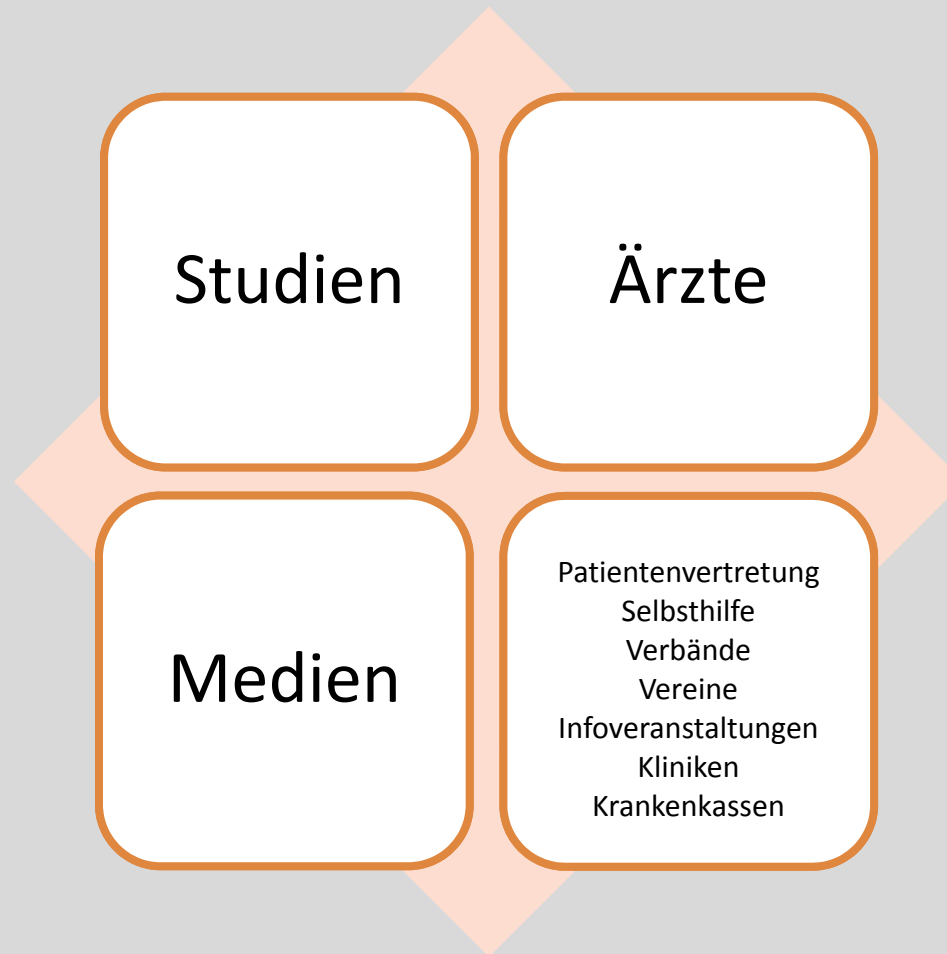 Studien
Ärzte
Medien
Patientenvertretung
Selbsthilfe
Verbände
Vereine
Infoveranstaltungen
Kliniken
Krankenkassen